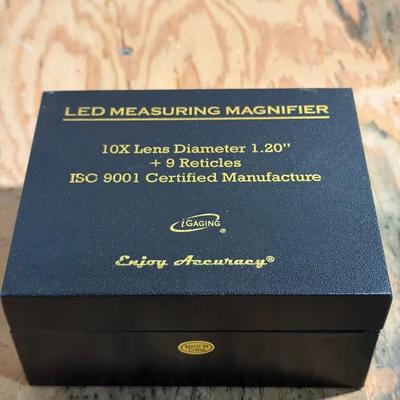 LED MEASURING MAGNIFIER
10X Lens Diameter 1.20"
+ 9 Reticles
ISO 9001 Certified Manufacture
iGAGING ®
Enjoy Accuracy®
MADE IN
CHINA